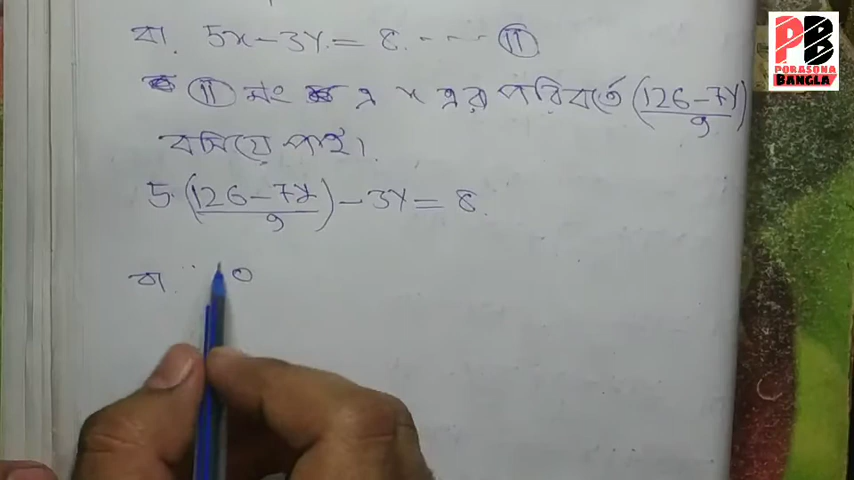 বা. 5x - 3y = 8 - - - - (II)
(II) নং এ x এর পরিবর্তে (126-7y/9)
বসিয়ে পাই।
5 (126-7y/9) - 3y = 8
বা. 0
PB
PORASONA
BANGLA